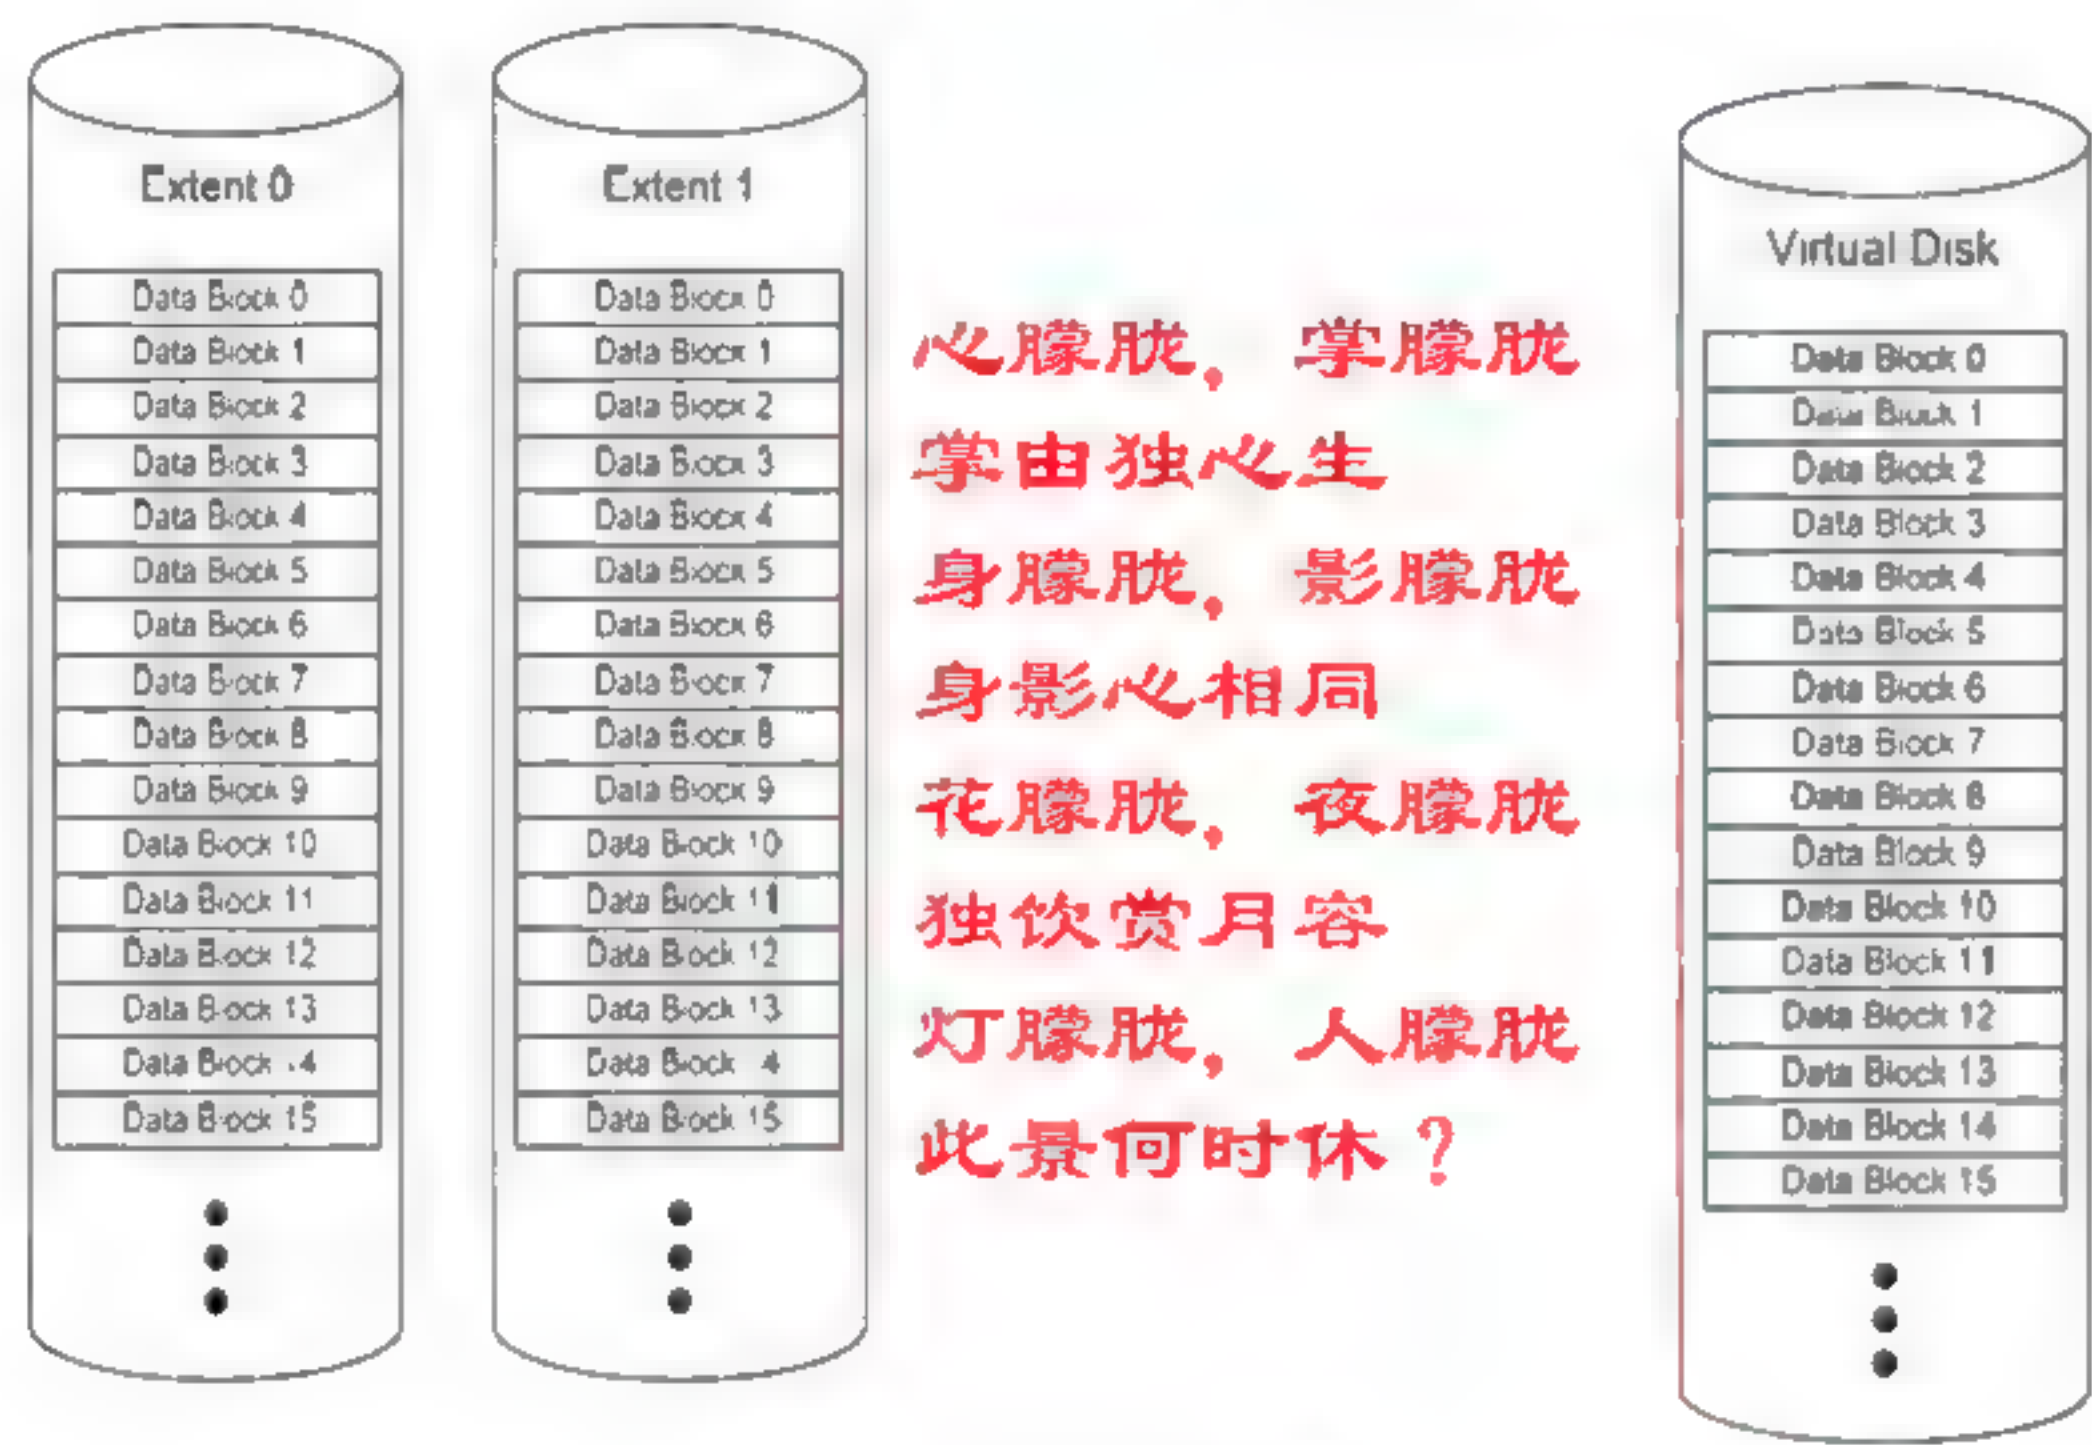 Extent 0
Data Block 0
Data Block 1
Data Block 2
Data Block 3
Data Block 4
Data Block 5
Data Block 6
Data Block 7
Data Block 8
Data Block 9
Data Block 10
Data Block 11
Data Block 12
Data Block 13
Data Block 14
Data Block 15
Extent 1
Data Block 0
Data Block 1
Data Block 2
Data Block 3
Data Block 4
Data Block 5
Data Block 6
Data Block 7
Data Block 8
Data Block 9
Data Block 10
Data Block 11
Data Block 12
Data Block 13
Data Block 14
Data Block 15
心朦胧，掌朦胧
掌由独心生
身朦胧，影朦胧
身影心相同
花朦胧，夜朦胧
独饮赏月容
灯朦胧，人朦胧
此景何时休？
Virtual Disk
Data Block 0
Data Block 1
Data Block 2
Data Block 3
Data Block 4
Data Block 5
Data Block 6
Data Block 7
Data Block 8
Data Block 9
Data Block 10
Data Block 11
Data Block 12
Data Block 13
Data Block 14
Data Block 15